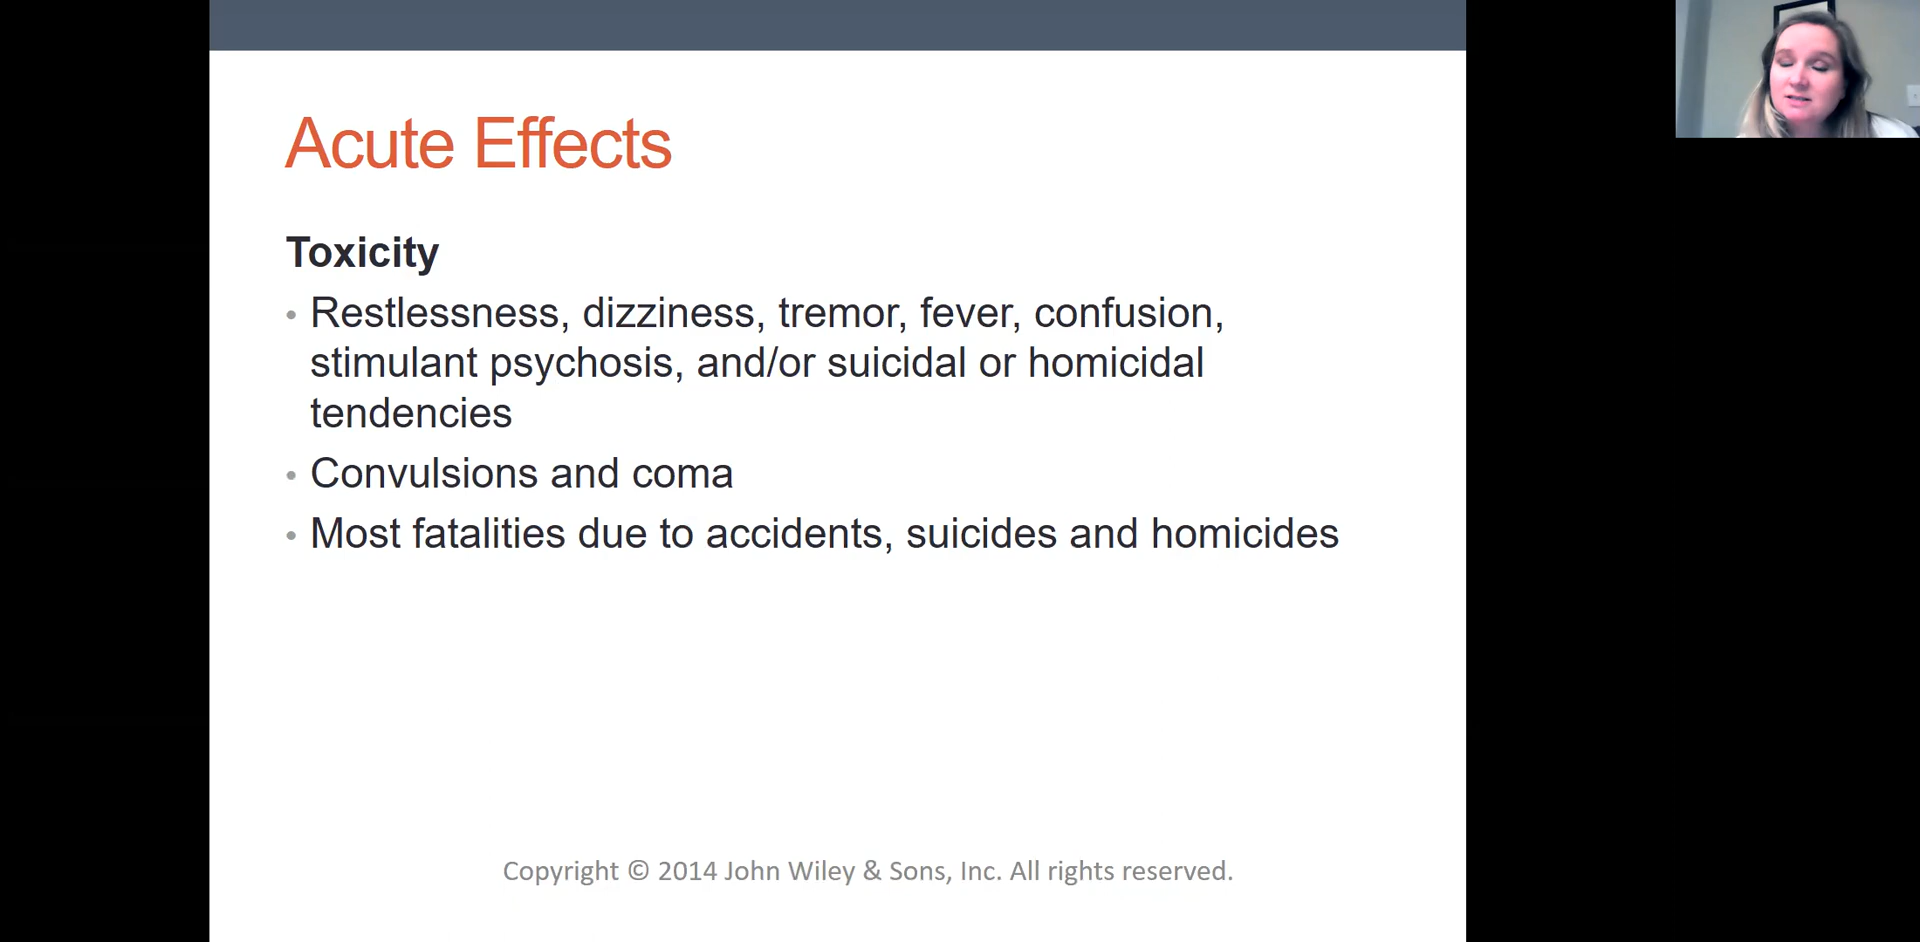 Acute Effects
Toxicity
• Restlessness, dizziness, tremor, fever, confusion,
stimulant psychosis, and/or suicidal or homicidal
tendencies
• Convulsions and coma
• Most fatalities due to accidents, suicides and homicides
Copyright © 2014 John Wiley & Sons, Inc. All rights reserved.